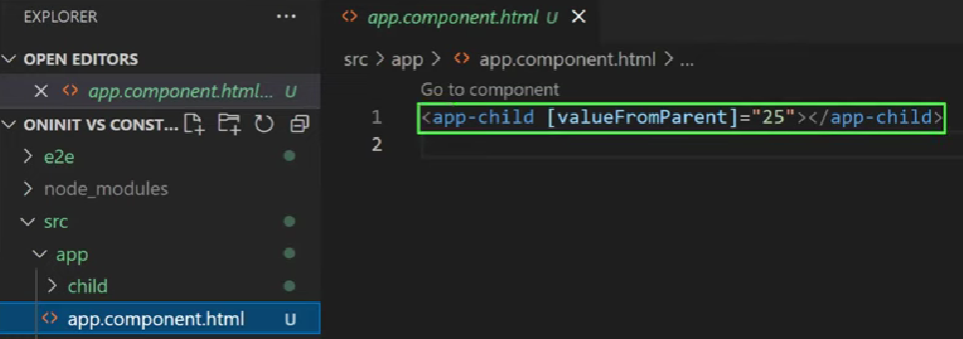 EXPLORER ...
OPEN EDITORS
app.component.html... U
ONINIT VS CONST...
e2e
node_modules
src
app
child
app.component.html U
app.component.html U
src > app > app.component.html > ...
Go to component
1 <app-child [valueFromParent]="25"></app-child>
2